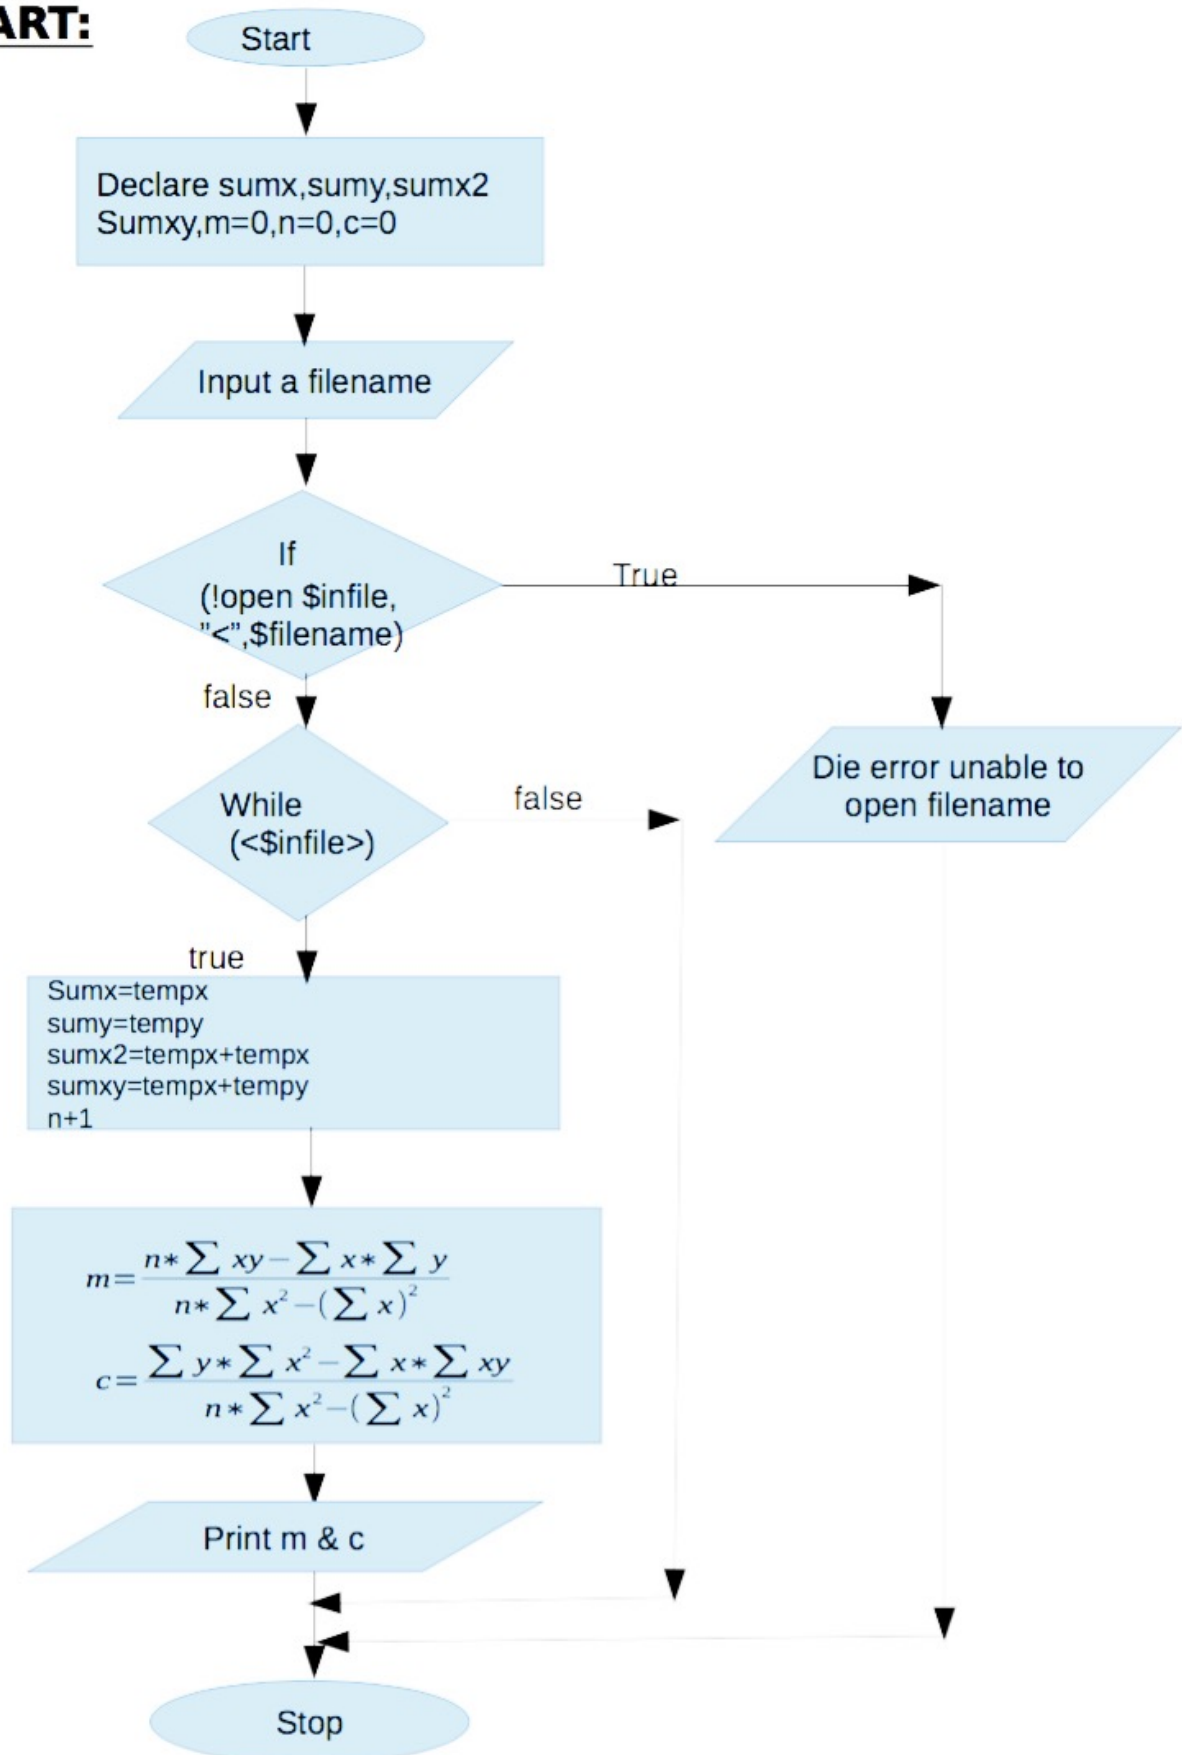 ART:
Start
Declare sumx,sumy,sumx2
Sumxy,m=0,n=0,c=0
Input a filename
If
(!open $infile,
"<",$filename)
True
false
Die error unable to
open filename
While
(<$infile>)
false
true
Sumx=tempx
sumy=tempy
sumx2=tempx+tempx
sumxy=tempx+tempy
n+1
m=(n*∑ xy−∑ x*∑ y)/(n*∑ x²−(∑ x)²)
c=(∑ y*∑ x²−∑ x*∑ xy)/(n*∑ x²−(∑ x)²)
Print m & c
Stop